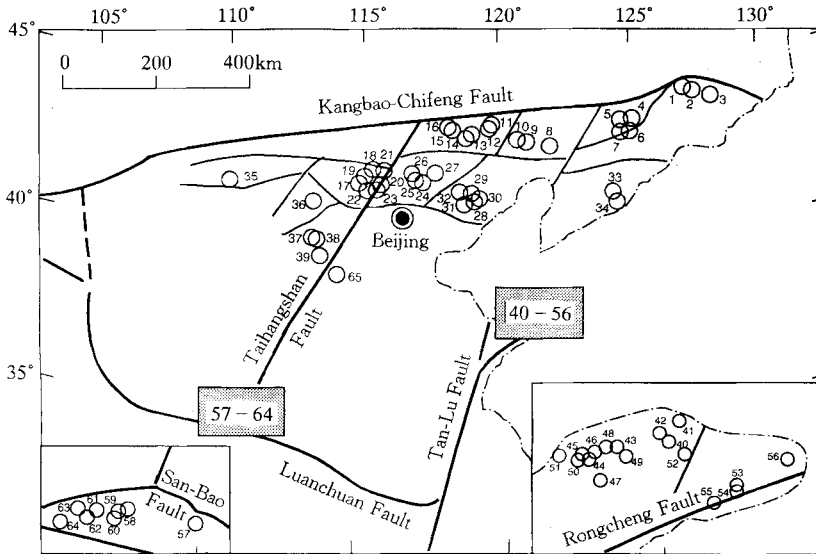 105° 110° 115° 120° 125° 130°
45°
40°
35°
0 200 400km
Kangbao-Chifeng Fault
1 2 3
4 5 6 7
8 9 10 11 12 13 14 15 16
17 18 19 20 21 22 23
24 25 26 27
28 29 30 31 32
33 34
35
36
37 38
39
65
Beijing
Taihangshan
Fault
40 – 56
57 – 64
Tan-Lu Fault
Luanchuan Fault
San-Bao
Fault
63 61 59
64 62 60 58 57
42 41
45 46 48 43 40
51 50 44 49 52
47
53 56
55 54
Rongcheng Fault